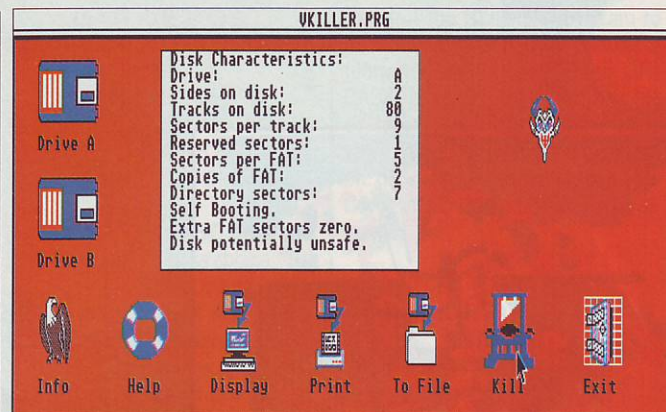 VKILLER.PRG
Disk Characteristics:
Drive: A
Sides on disk: 2
Tracks on disk: 80
Sectors per track: 9
Reserved sectors: 1
Sectors per FAT: 5
Copies of FAT: 2
Directory sectors: 7
Self Booting.
Extra FAT sectors zero.
Disk potentially unsafe.
Drive A
Drive B
Info Help Display Print To File Kill Exit